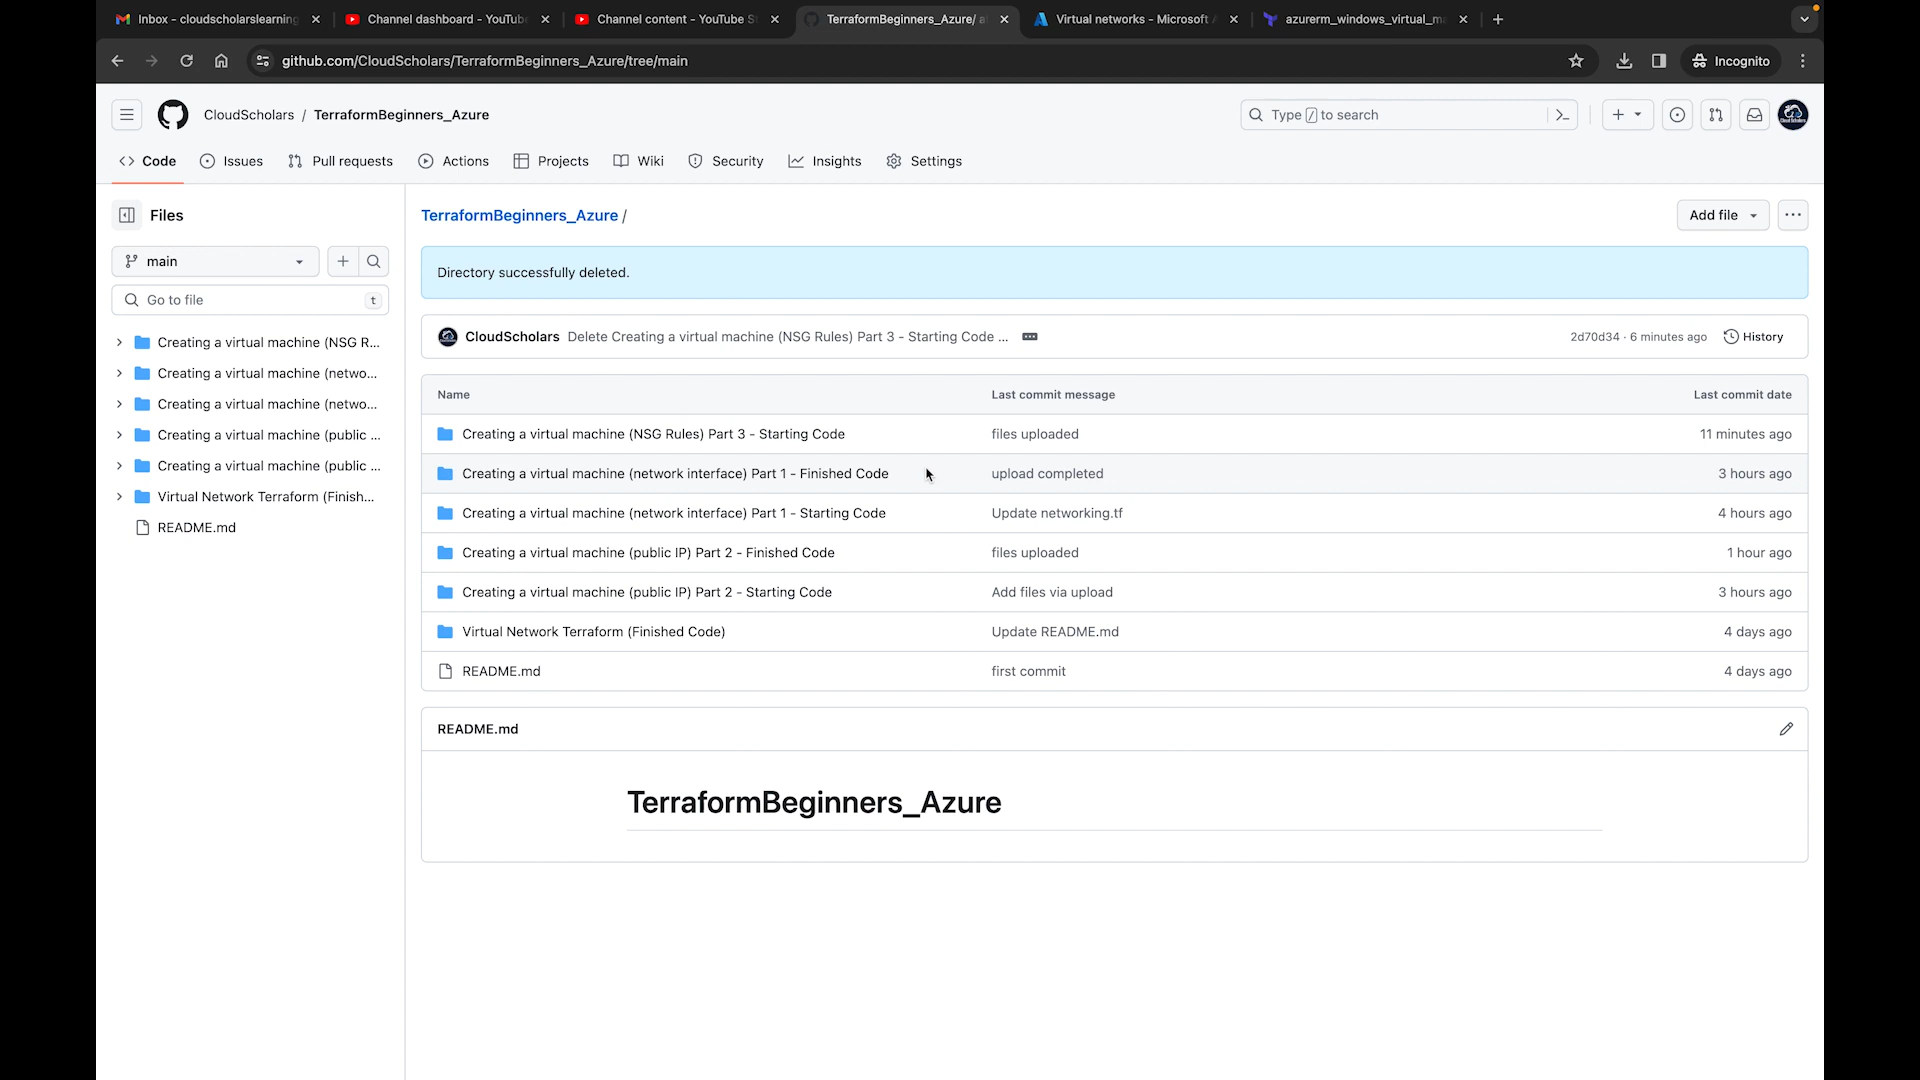 Inbox - cloudscholarslearning
Channel dashboard - YouTube
Channel content - YouTube S
TerraformBeginners_Azure/ a
Virtual networks - Microsoft A
azurerm_windows_virtual_ma
github.com/CloudScholars/TerraformBeginners_Azure/tree/main
Incognito
CloudScholars / TerraformBeginners_Azure
Type / to search
Code
Issues
Pull requests
Actions
Projects
Wiki
Security
Insights
Settings
Files
main
Go to file
t
Creating a virtual machine (NSG R...
Creating a virtual machine (netwo...
Creating a virtual machine (netwo...
Creating a virtual machine (public ...
Creating a virtual machine (public ...
Virtual Network Terraform (Finish...
README.md
TerraformBeginners_Azure /
Add file
Directory successfully deleted.
CloudScholars Delete Creating a virtual machine (NSG Rules) Part 3 - Starting Code ...
2d70d34 · 6 minutes ago
History
Name Last commit message Last commit date
Creating a virtual machine (NSG Rules) Part 3 - Starting Code files uploaded 11 minutes ago
Creating a virtual machine (network interface) Part 1 - Finished Code upload completed 3 hours ago
Creating a virtual machine (network interface) Part 1 - Starting Code Update networking.tf 4 hours ago
Creating a virtual machine (public IP) Part 2 - Finished Code files uploaded 1 hour ago
Creating a virtual machine (public IP) Part 2 - Starting Code Add files via upload 3 hours ago
Virtual Network Terraform (Finished Code) Update README.md 4 days ago
README.md first commit 4 days ago
README.md
TerraformBeginners_Azure